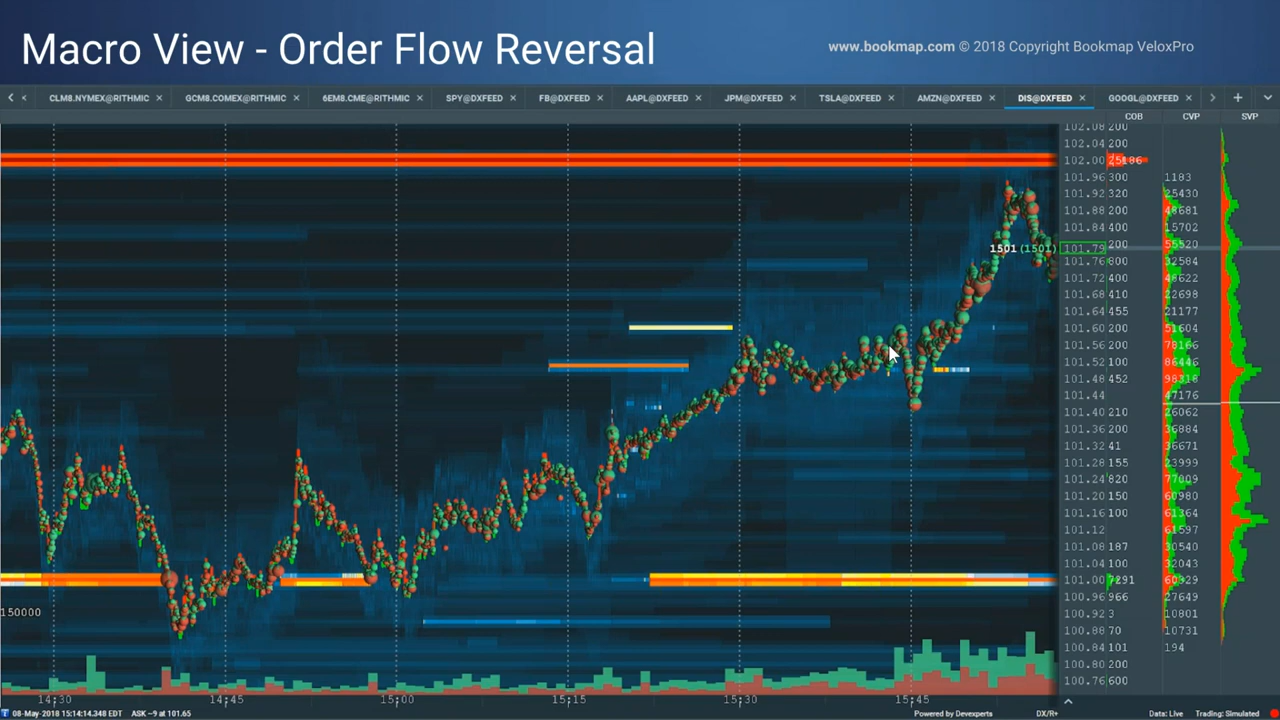 Macro View - Order Flow Reversal
www.bookmap.com © 2018 Copyright Bookmap VeloxPro
CLM8.NYMEX@RITHMIC GCM8.COMEX@RITHMIC 6EM8.CME@RITHMIC SPY@DXFEED FB@DXFEED AAPL@DXFEED JPM@DXFEED TSLA@DXFEED AMZN@DXFEED DIS@DXFEED GOOGL@DXFEED
COB CVP SVP
102.08 200
102.04 200
102.00 25186
101.96 300 1183
101.92 320 25430
101.88 200 48681
101.84 400 15702
1501 (1501) 101.79 200 55520
101.76 800 32584
101.72 400 48622
101.68 410 22698
101.64 455 21177
101.60 200 51604
101.56 200 78166
101.52 100 86446
101.48 452 98318
101.44 47176
101.40 210 26062
101.36 200 36884
101.32 41 36671
101.28 155 23999
101.24 820 77009
101.20 150 60980
101.16 100 61364
101.12 61597
101.08 187 30540
101.04 100 32043
101.00 7291 60829
100.96 966 27649
150000
100.92 3 10801
100.88 70 10731
100.84 101 194
100.80 200
100.76 600
14:30 14:45 15:00 15:15 15:30 15:45
08-May-2018 15:14:14.348 EDT ASK --9 at 101.65 Powered by Devexperts DX/R+ Data: Live Trading: Simulated